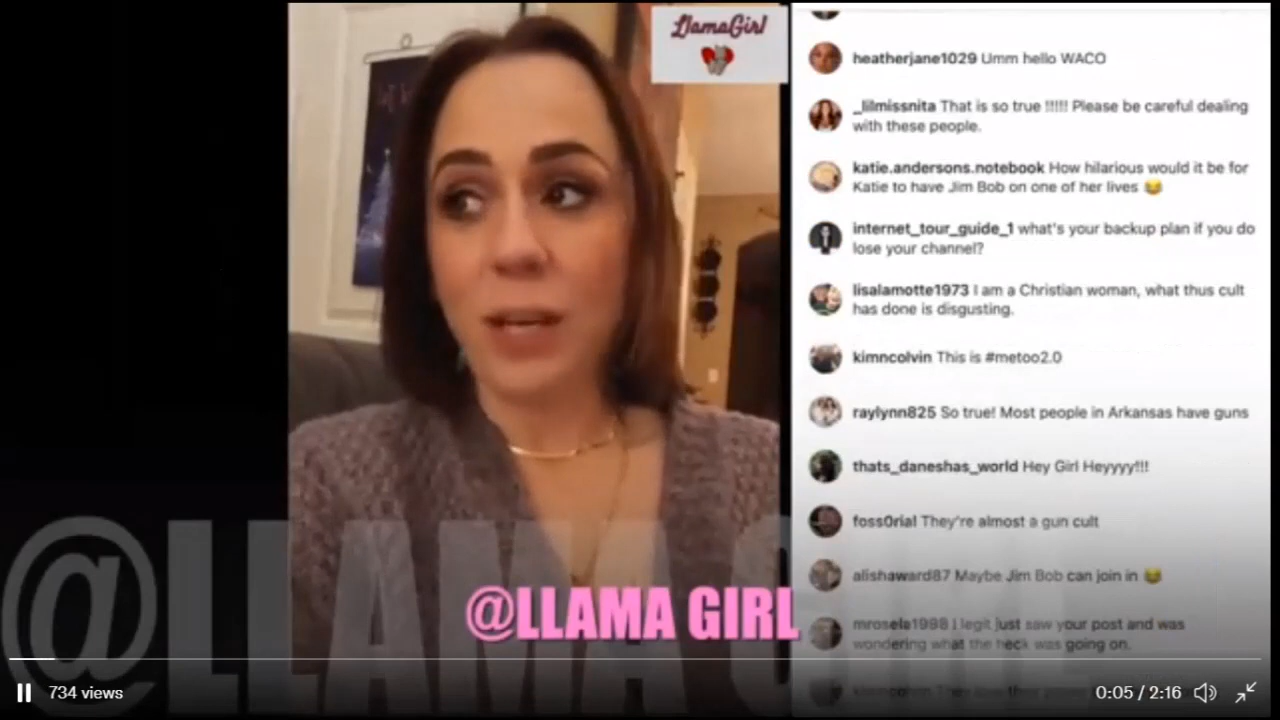 LlamaGirl
heatherjane1029 Umm hello WACO
_lilmissnita That is so true !!!!! Please be careful dealing
with these people.
katie.andersons.notebook How hilarious would it be for
Katie to have Jim Bob on one of her lives 😂
internet_tour_guide_1 what's your backup plan if you do
lose your channel?
lisalamotte1973 I am a Christian woman, what thus cult
has done is disgusting.
kimncolvin This is #metoo2.0
raylynn825 So true! Most people in Arkansas have guns
thats_daneshas_world Hey Girl Heyyyy!!!
foss0rial They're almost a gun cult
alishaward87 Maybe Jim Bob can join in 😂
mrosela1998 I legit just saw your post and was
wondering what the heck was going on.
@LLAMA GIRL
@LLAMA GIRL
734 views
0:05 / 2:16